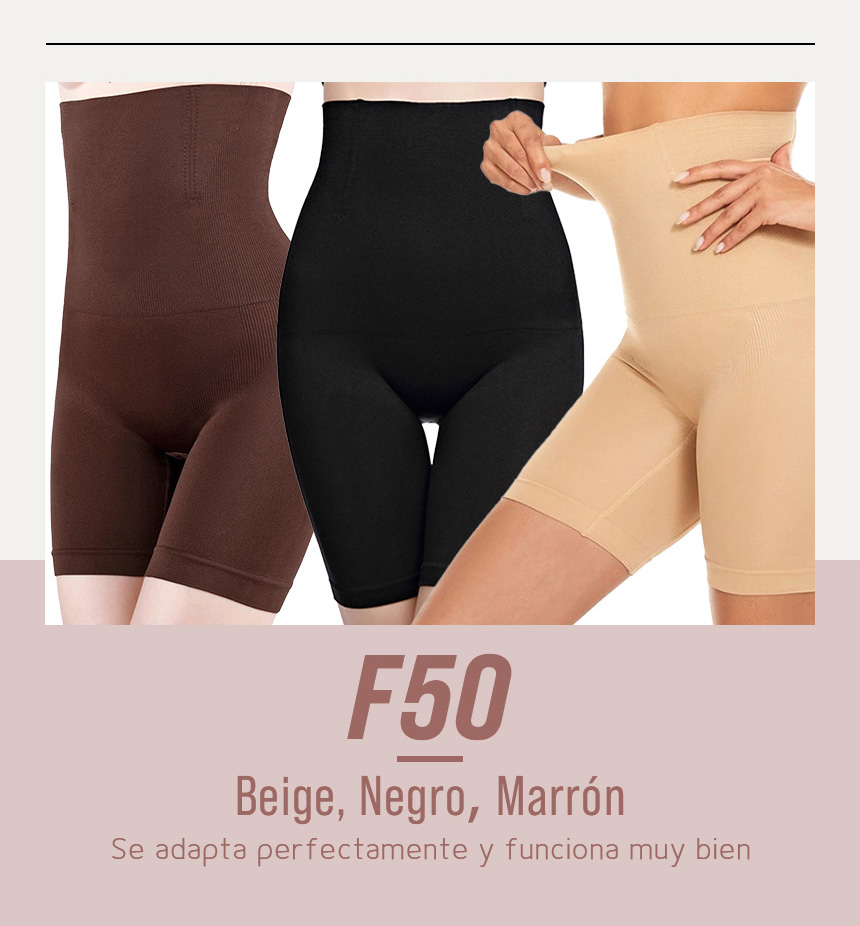 F50
Beige, Negro, Marrón
Se adapta perfectamente y funciona muy bien